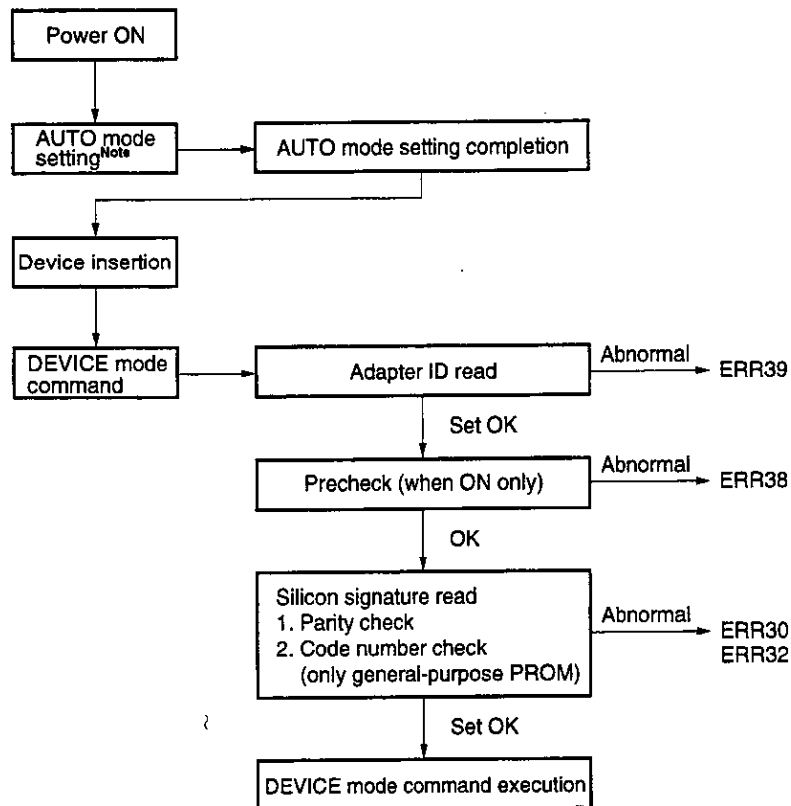 Power ON
AUTO mode
setting Note
AUTO mode setting completion
Device insertion
DEVICE mode
command
Adapter ID read
Abnormal
ERR39
Set OK
Precheck (when ON only)
Abnormal
ERR38
OK
Silicon signature read
1. Parity check
2. Code number check
(only general-purpose PROM)
Abnormal
ERR30
ERR32
Set OK
DEVICE mode command execution